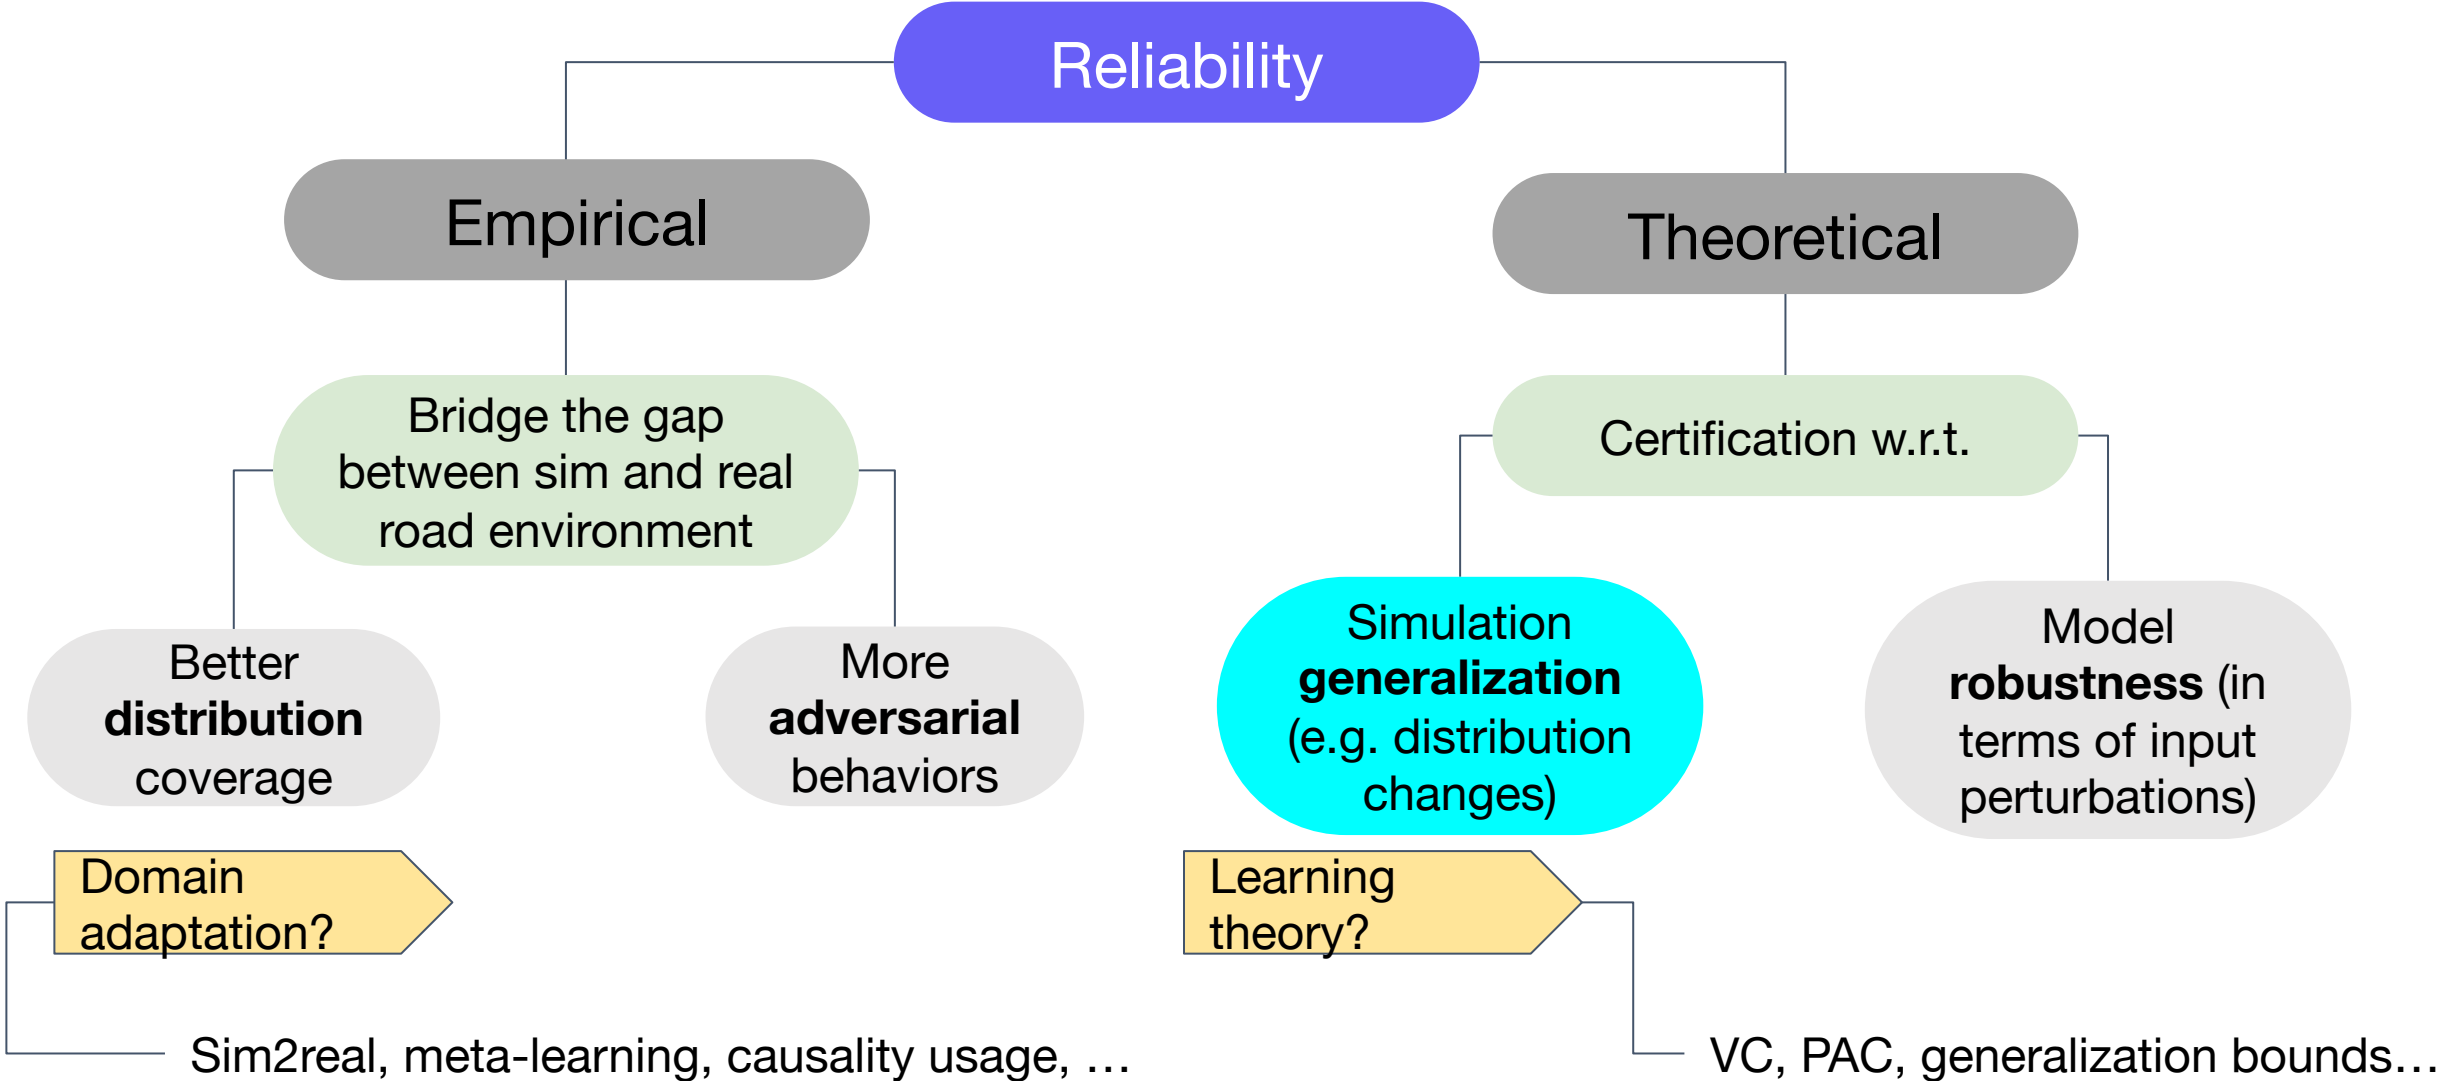 Reliability
Empirical
Theoretical
Bridge the gap
between sim and real
road environment
Certification w.r.t.
Better
distribution
coverage
More
adversarial
behaviors
Simulation
generalization
(e.g. distribution
changes)
Model
robustness (in
terms of input
perturbations)
Domain
adaptation?
Learning
theory?
Sim2real, meta-learning, causality usage, …
VC, PAC, generalization bounds…